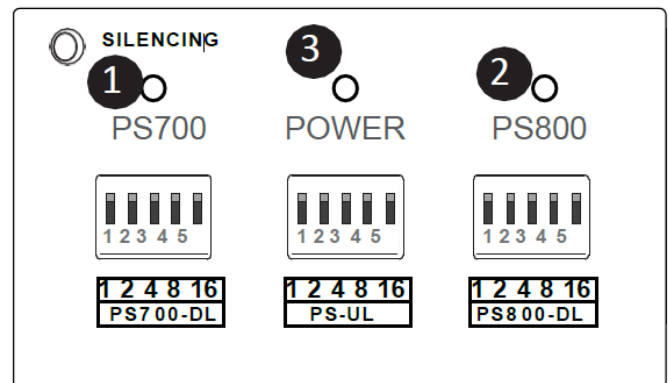 SILENCING
1 3 2
PS700 POWER PS800
1 2 3 4 5 1 2 3 4 5 1 2 3 4 5
1 2 4 8 16 1 2 4 8 16 1 2 4 8 16
PS700-DL PS-UL PS800-DL